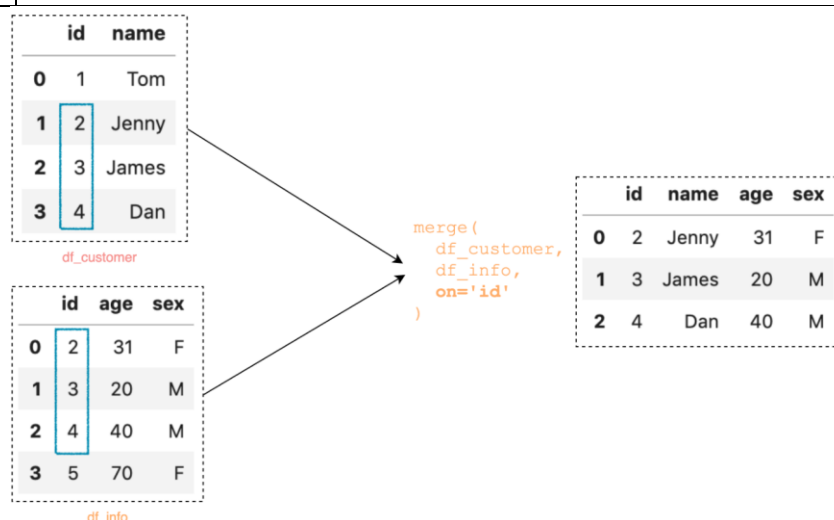 id name
0 1 Tom
1 2 Jenny
2 3 James
3 4 Dan
df_customer
id age sex
0 2 31 F
1 3 20 M
2 4 40 M
3 5 70 F
df_info
merge(
df_customer,
df_info,
on='id'
)
id name age sex
0 2 Jenny 31 F
1 3 James 20 M
2 4 Dan 40 M